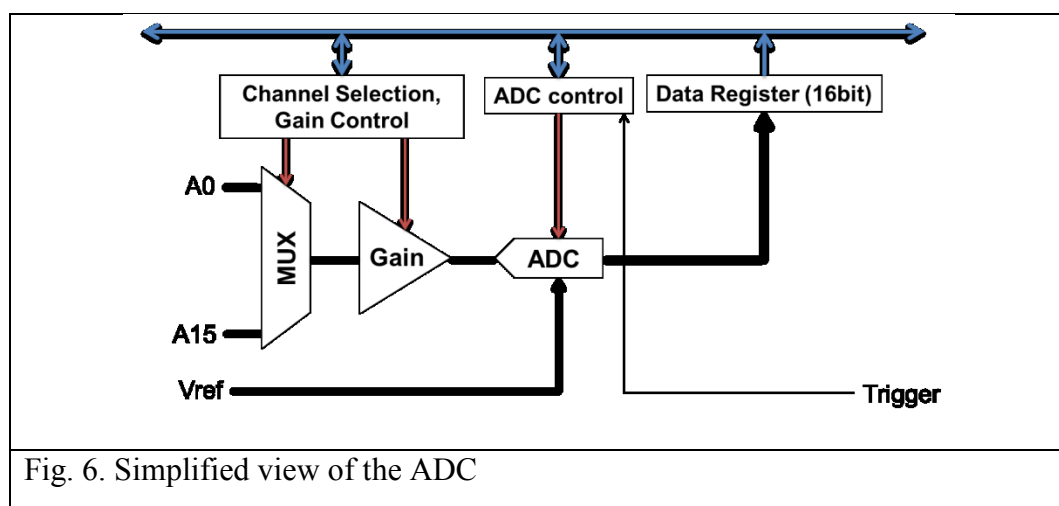 Channel Selection,
Gain Control
ADC control
Data Register (16bit)
A0
MUX
Gain
ADC
A15
Vref
Trigger
Fig. 6. Simplified view of the ADC